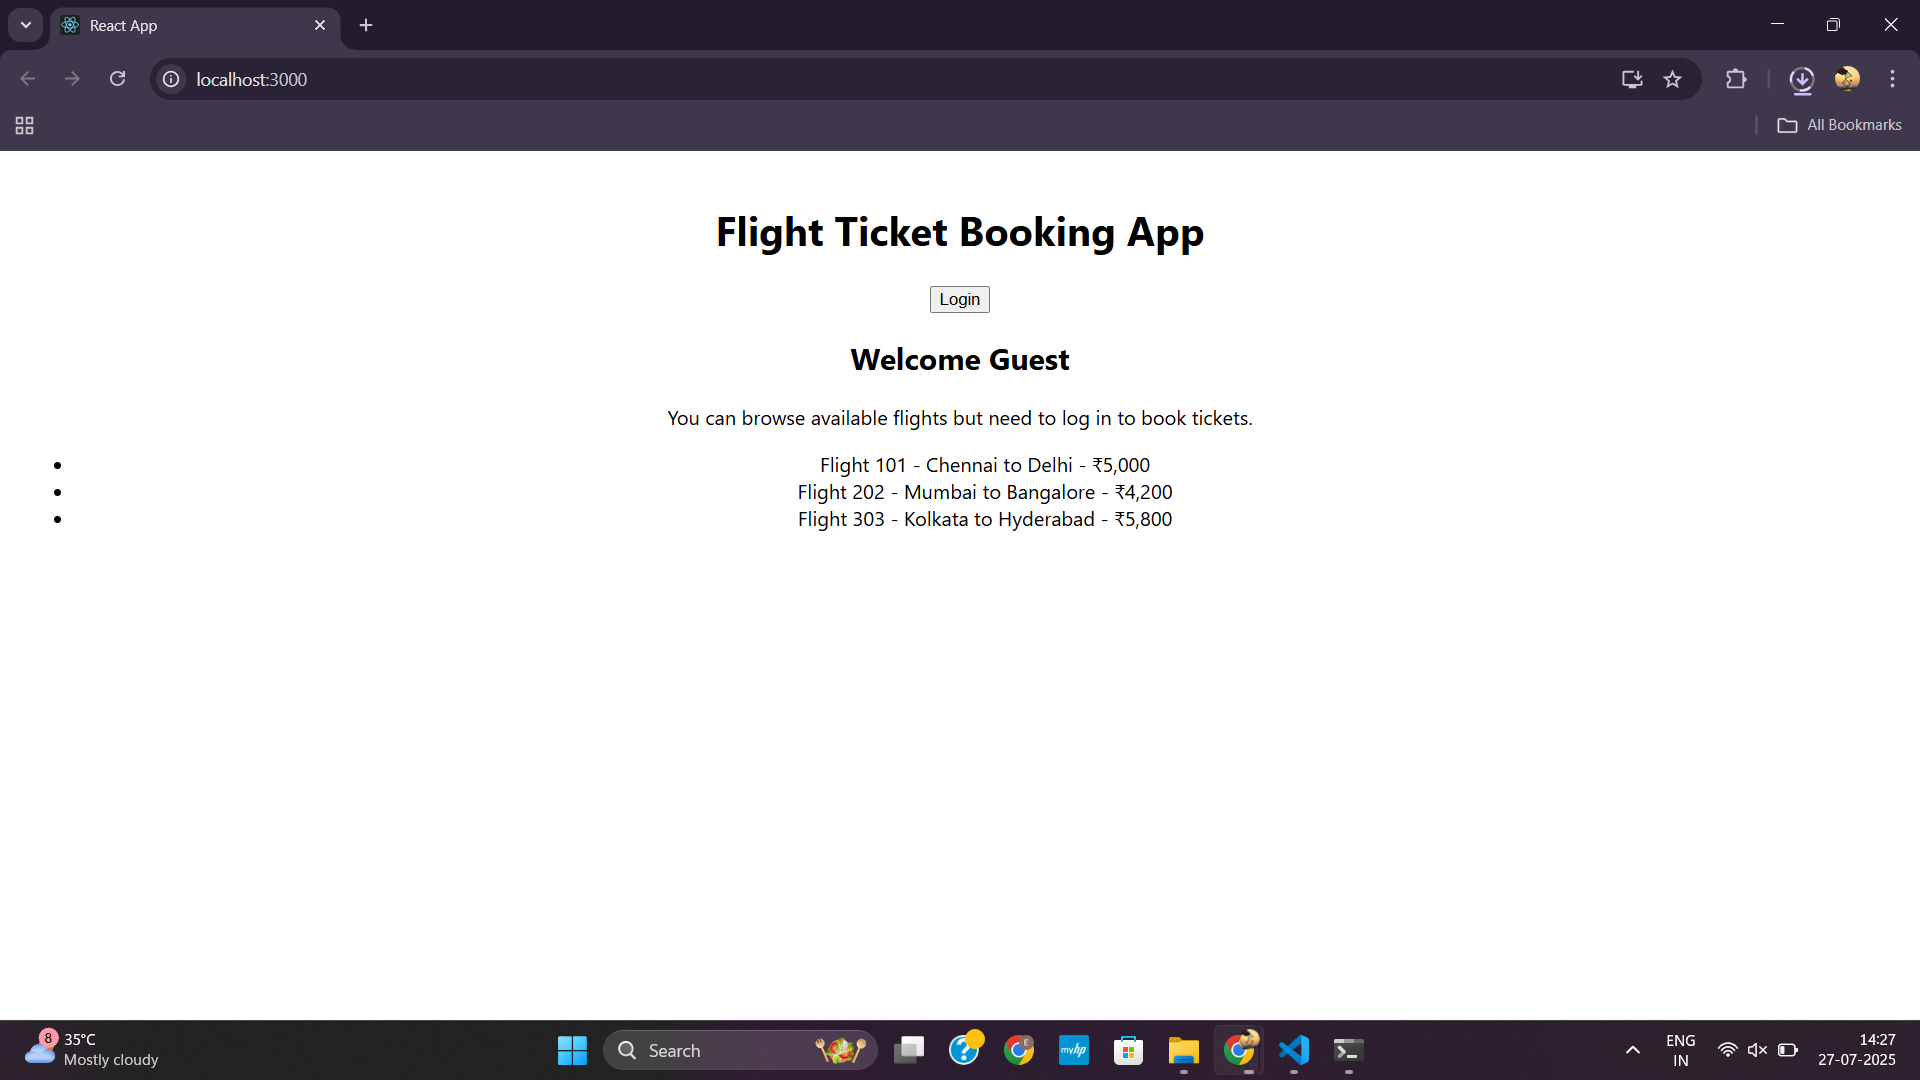 React App
localhost:3000
All Bookmarks
Flight Ticket Booking App
Login
Welcome Guest
You can browse available flights but need to log in to book tickets.
Flight 101 - Chennai to Delhi - ₹5,000
Flight 202 - Mumbai to Bangalore - ₹4,200
Flight 303 - Kolkata to Hyderabad - ₹5,800
8
35°C
Mostly cloudy
Search
E
myhp
ENG
IN
14:27
27-07-2025